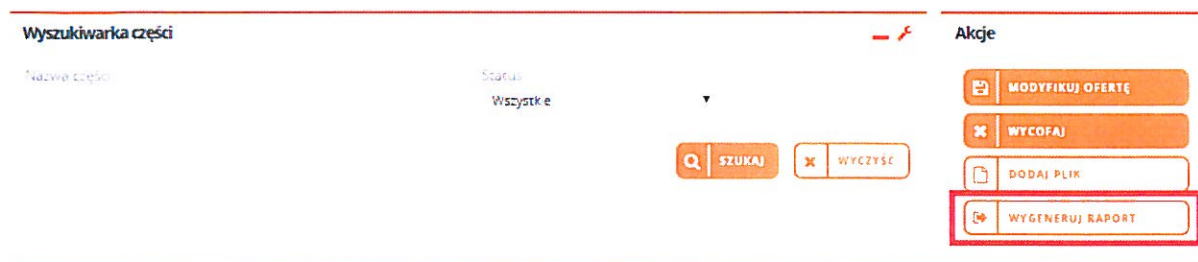 Wyszukiwarka części
Nazwa części
Status
Wszystkie
SZUKAJ
WYCZYŚĆ
Akcje
MODYFIKUJ OFERTĘ
WYCOFAJ
DODAJ PLIK
WYGENERUJ RAPORT